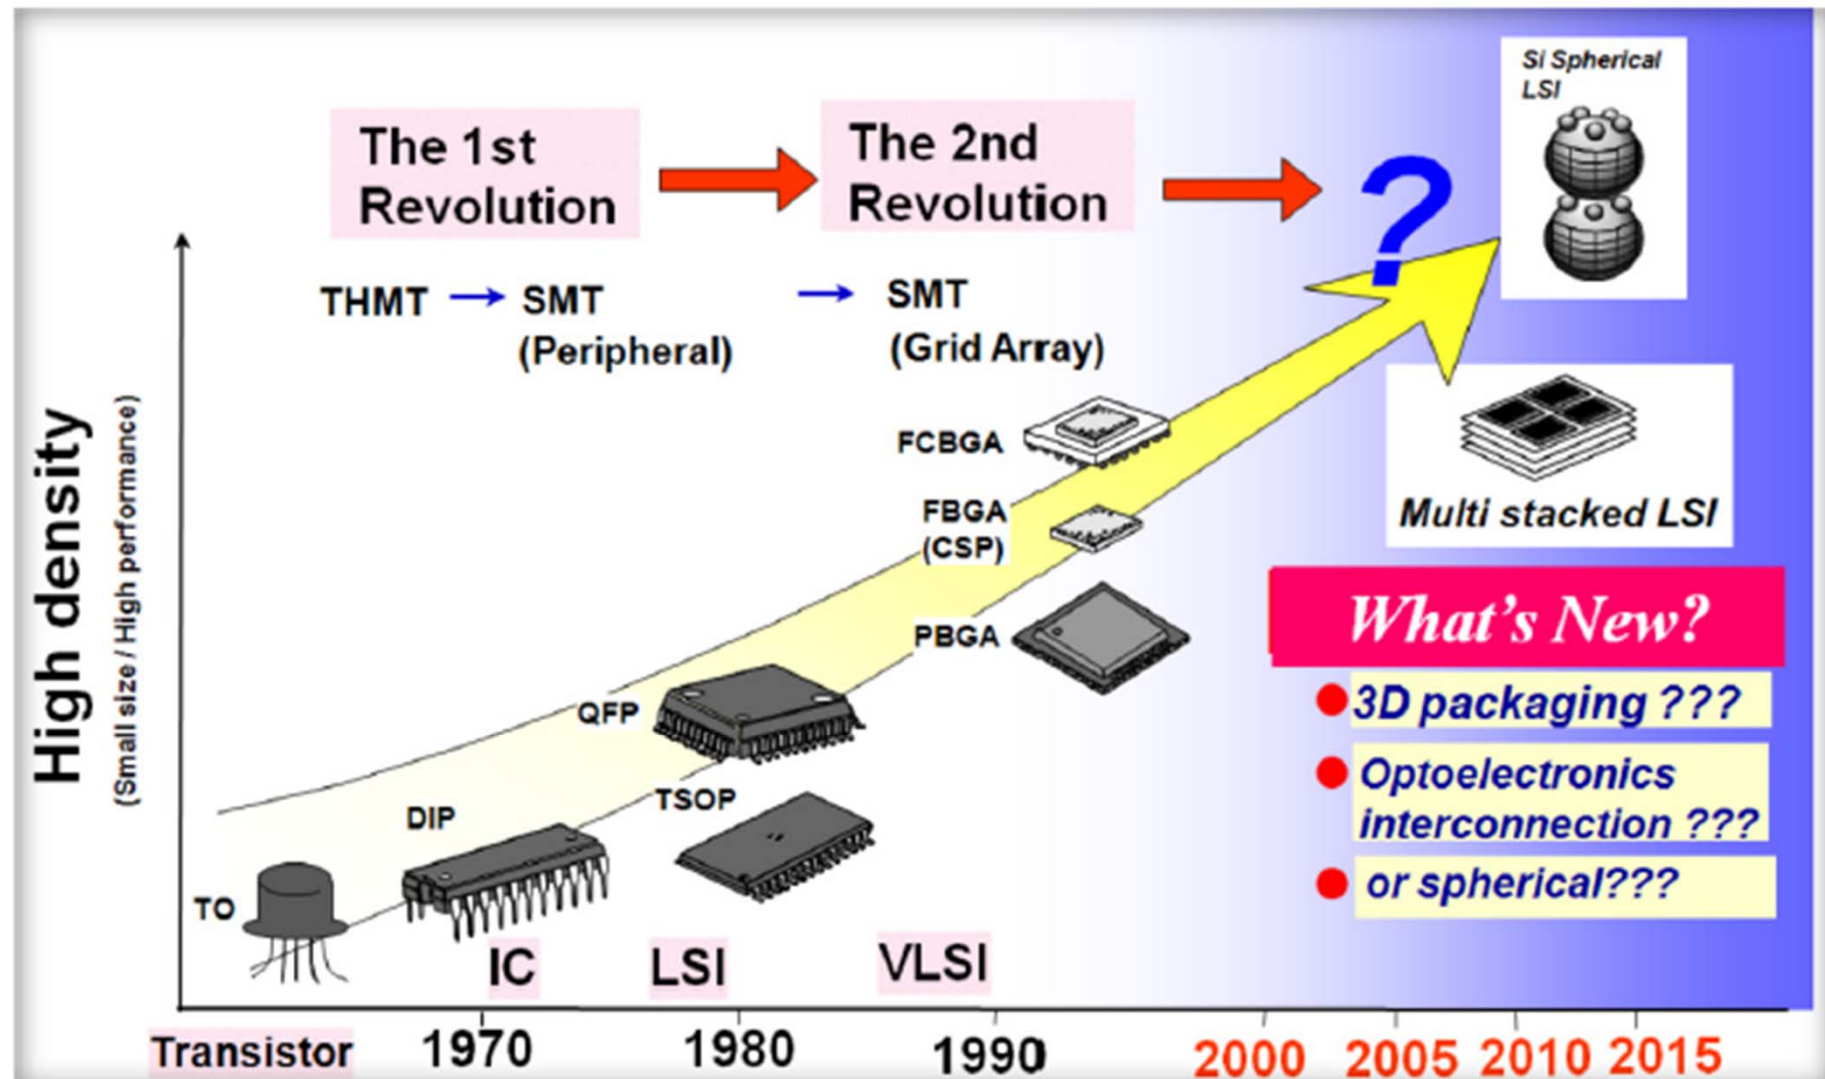 Si Spherical
LSI
The 1st
Revolution
The 2nd
Revolution
?
THMT
SMT
(Peripheral)
SMT
(Grid Array)
High density
(Small size / High performance)
FCBGA
FBGA
(CSP)
PBGA
QFP
TSOP
DIP
TO
Multi stacked LSI
What's New?
3D packaging ???
Optoelectronics
interconnection ???
or spherical???
IC
LSI
VLSI
Transistor
1970
1980
1990
2000
2005
2010
2015